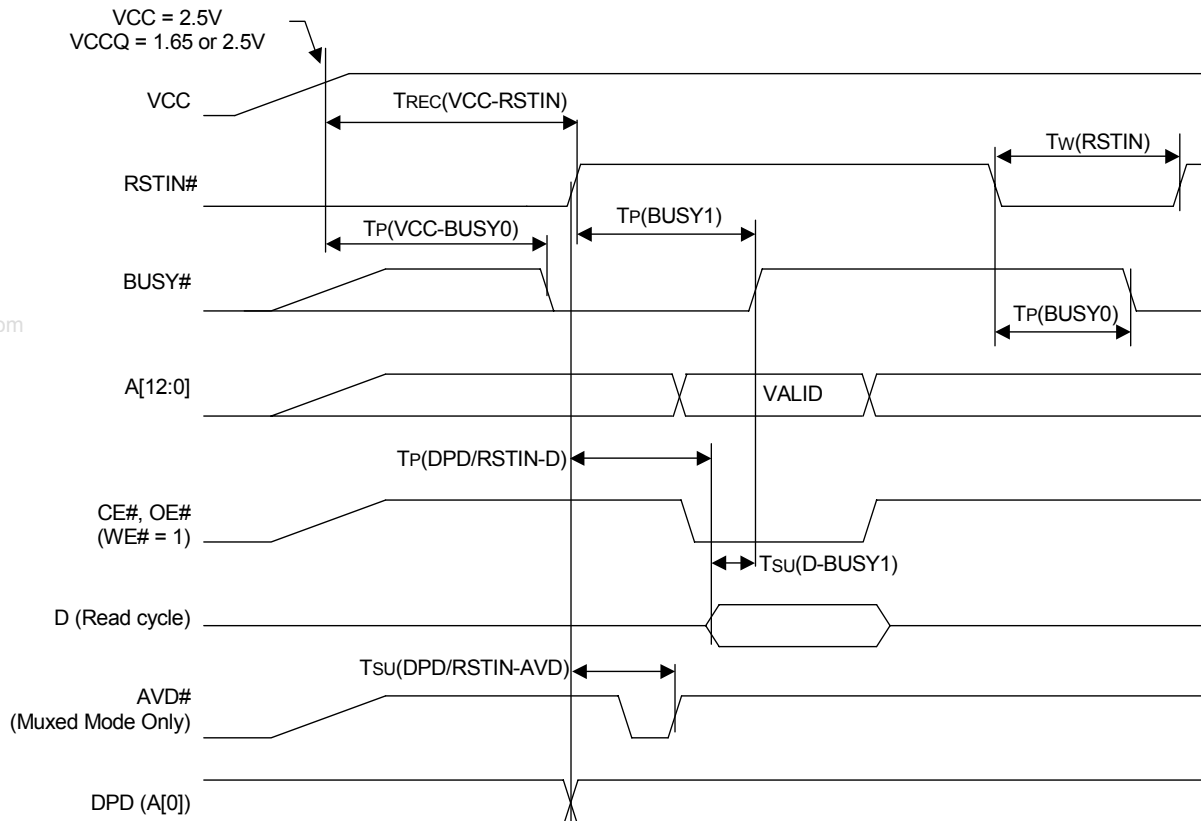 VCC = 2.5V
VCCQ = 1.65 or 2.5V
VCC
TREC(VCC-RSTIN)
TW(RSTIN)
RSTIN#
TP(VCC-BUSY0)
TP(BUSY1)
BUSY#
TP(BUSY0)
om
A[12:0]
VALID
TP(DPD/RSTIN-D)
CE#, OE#
(WE# = 1)
TSU(D-BUSY1)
D (Read cycle)
TSU(DPD/RSTIN-AVD)
AVD#
(Muxed Mode Only)
DPD (A[0])